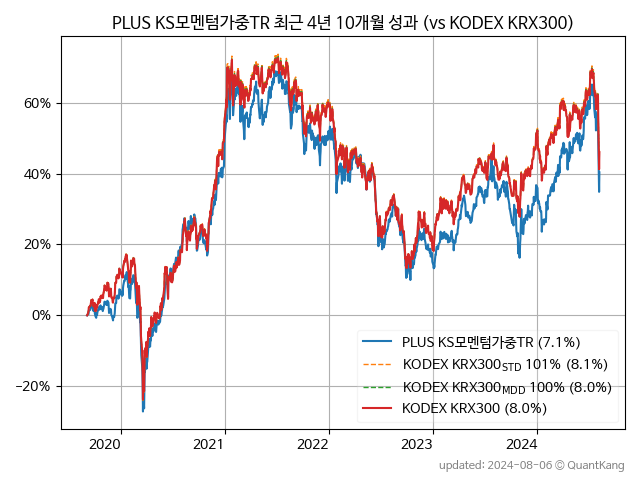 PLUS KS모멘텀가중TR 최근 4년 10개월 성과 (vs KODEX KRX300)
60%
40%
20%
0%
−20%
PLUS KS모멘텀가중TR (7.1%)
KODEX KRX300STD 101% (8.1%)
KODEX KRX300MDD 100% (8.0%)
KODEX KRX300 (8.0%)
2020 2021 2022 2023 2024
updated: 2024-08-06 © QuantKang